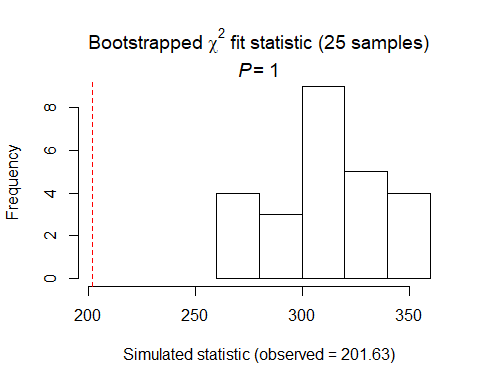 Bootstrapped χ² fit statistic (25 samples)
P = 1
Frequency
0 2 4 6 8
200 250 300 350
Simulated statistic (observed = 201.63)